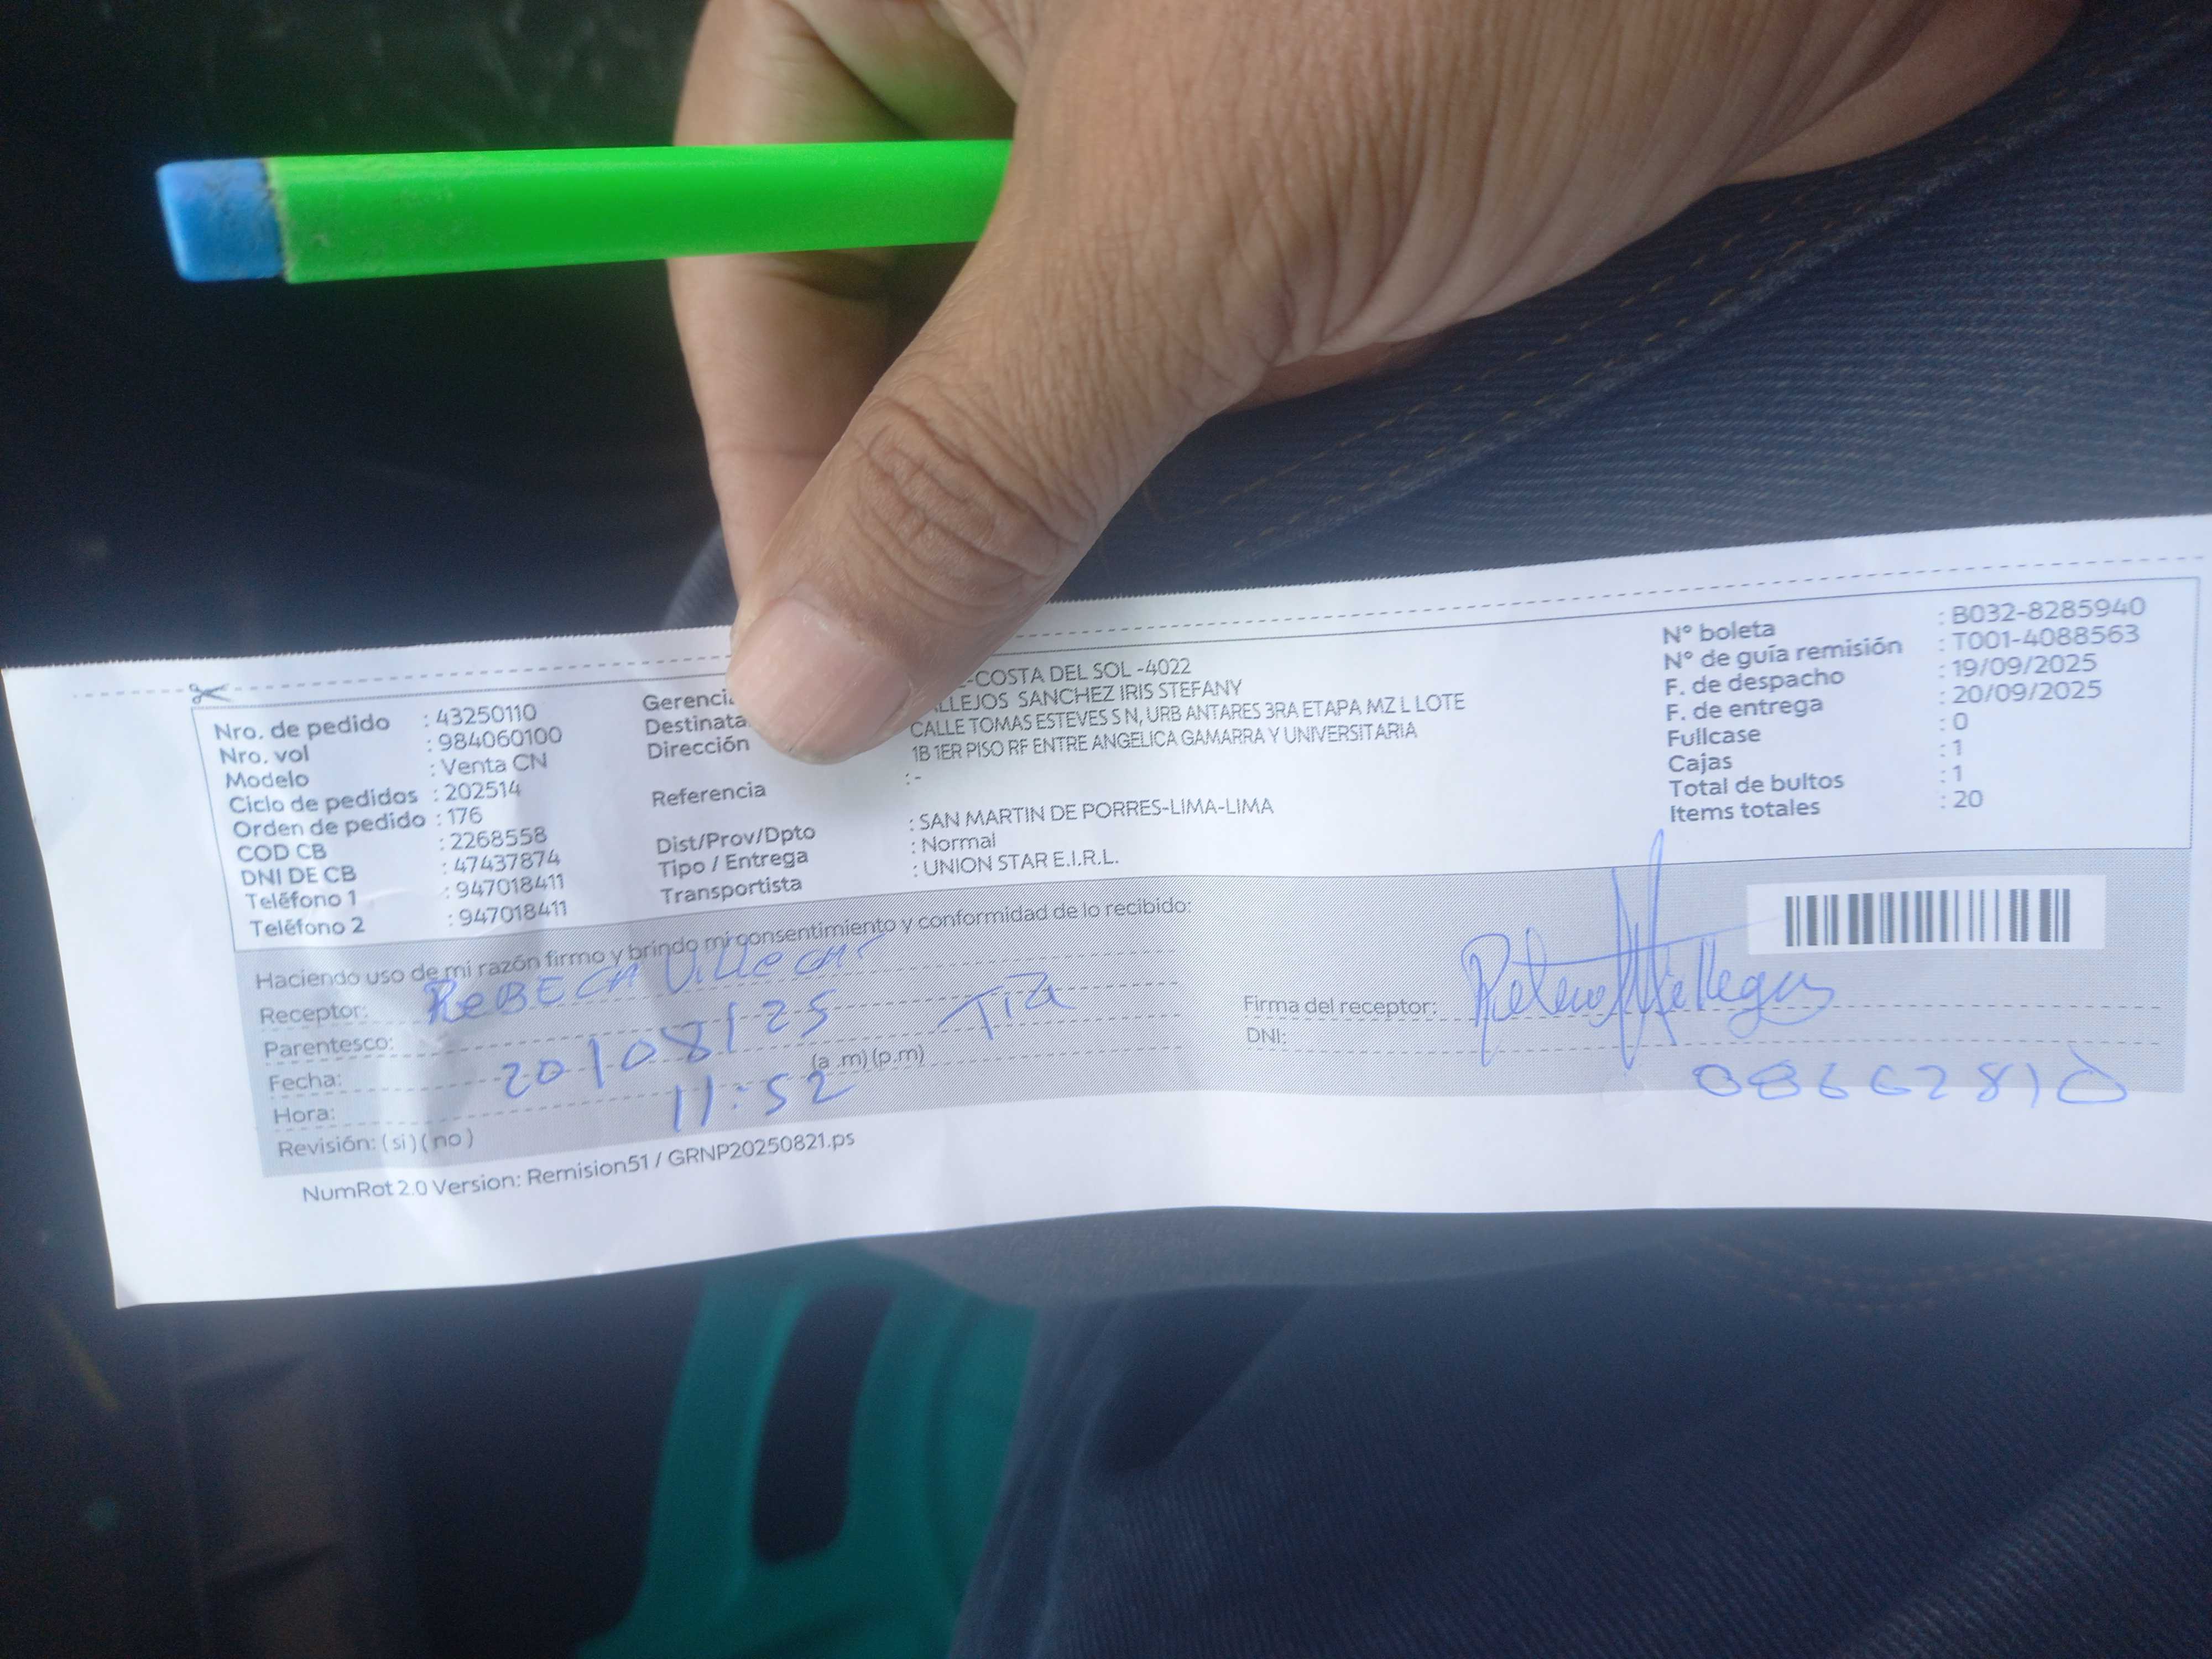 Nro. de pedido : 43250110
Nro. vol : 984060100
Modelo : Venta CN
Ciclo de pedidos : 202514
Orden de pedido : 176
COD CB : 2268558
DNI DE CB : 47437874
Teléfono 1 : 947018411
Teléfono 2 : 947018411
Gerencia -COSTA DEL SOL -4022
Destinata LLEJOS SANCHEZ IRIS STEFANY
Dirección CALLE TOMAS ESTEVES S N, URB ANTARES 3RA ETAPA MZ L LOTE
1B 1ER PISO RF ENTRE ANGELICA GAMARRA Y UNIVERSITARIA
Referencia :-
Dist/Prov/Dpto : SAN MARTIN DE PORRES-LIMA-LIMA
Tipo / Entrega : Normal
Transportista : UNION STAR E.I.R.L.
N° boleta : B032-8285940
N° de guía remisión : T001-4088563
F. de despacho : 19/09/2025
F. de entrega : 20/09/2025
Fullcase : 0
Cajas : 1
Total de bultos : 1
Items totales : 20
Haciendo uso de mi razón firmo y brindo mi consentimiento y conformidad de lo recibido:
Receptor: REBECA
Parentesco: TIA
Fecha: 20/08/25
Hora: 11:52 (a .m) (p.m)
Revisión: (si) (no)
Firma del receptor:
DNI: 08662810
NumRot 2.0 Version: Remision51 / GRNP20250821.ps